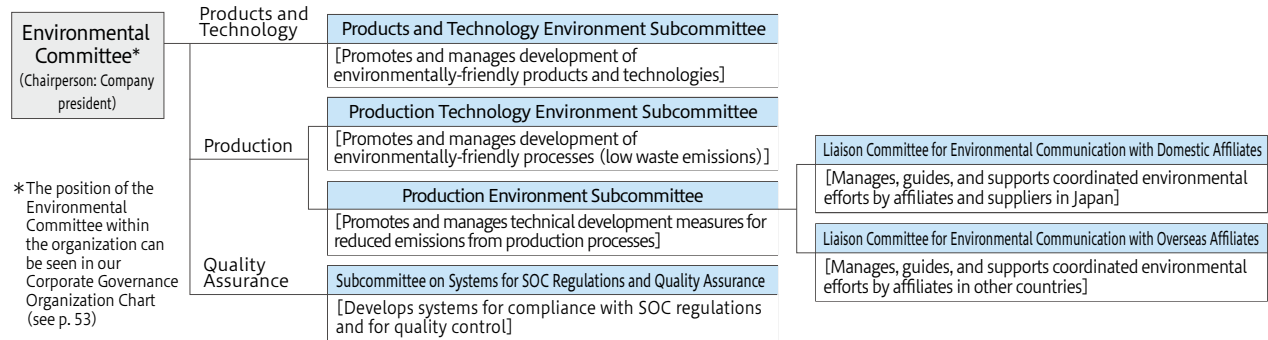 Environmental
Committee*
(Chairperson: Company
president)
Products and
Technology
Products and Technology Environment Subcommittee
[Promotes and manages development of
environmentally-friendly products and technologies]
Production
Production Technology Environment Subcommittee
[Promotes and manages development of
environmentally-friendly processes (low waste emissions)]
Production Environment Subcommittee
[Promotes and manages technical development measures for
reduced emissions from production processes]
Liaison Committee for Environmental Communication with Domestic Affiliates
[Manages, guides, and supports coordinated environmental
efforts by affiliates and suppliers in Japan]
Liaison Committee for Environmental Communication with Overseas Affiliates
[Manages, guides, and supports coordinated environmental
efforts by affiliates in other countries]
Quality
Assurance
Subcommittee on Systems for SOC Regulations and Quality Assurance
[Develops systems for compliance with SOC regulations
and for quality control]
*The position of the
Environmental
Committee within
the organization can
be seen in our
Corporate Governance
Organization Chart
(see p. 53)